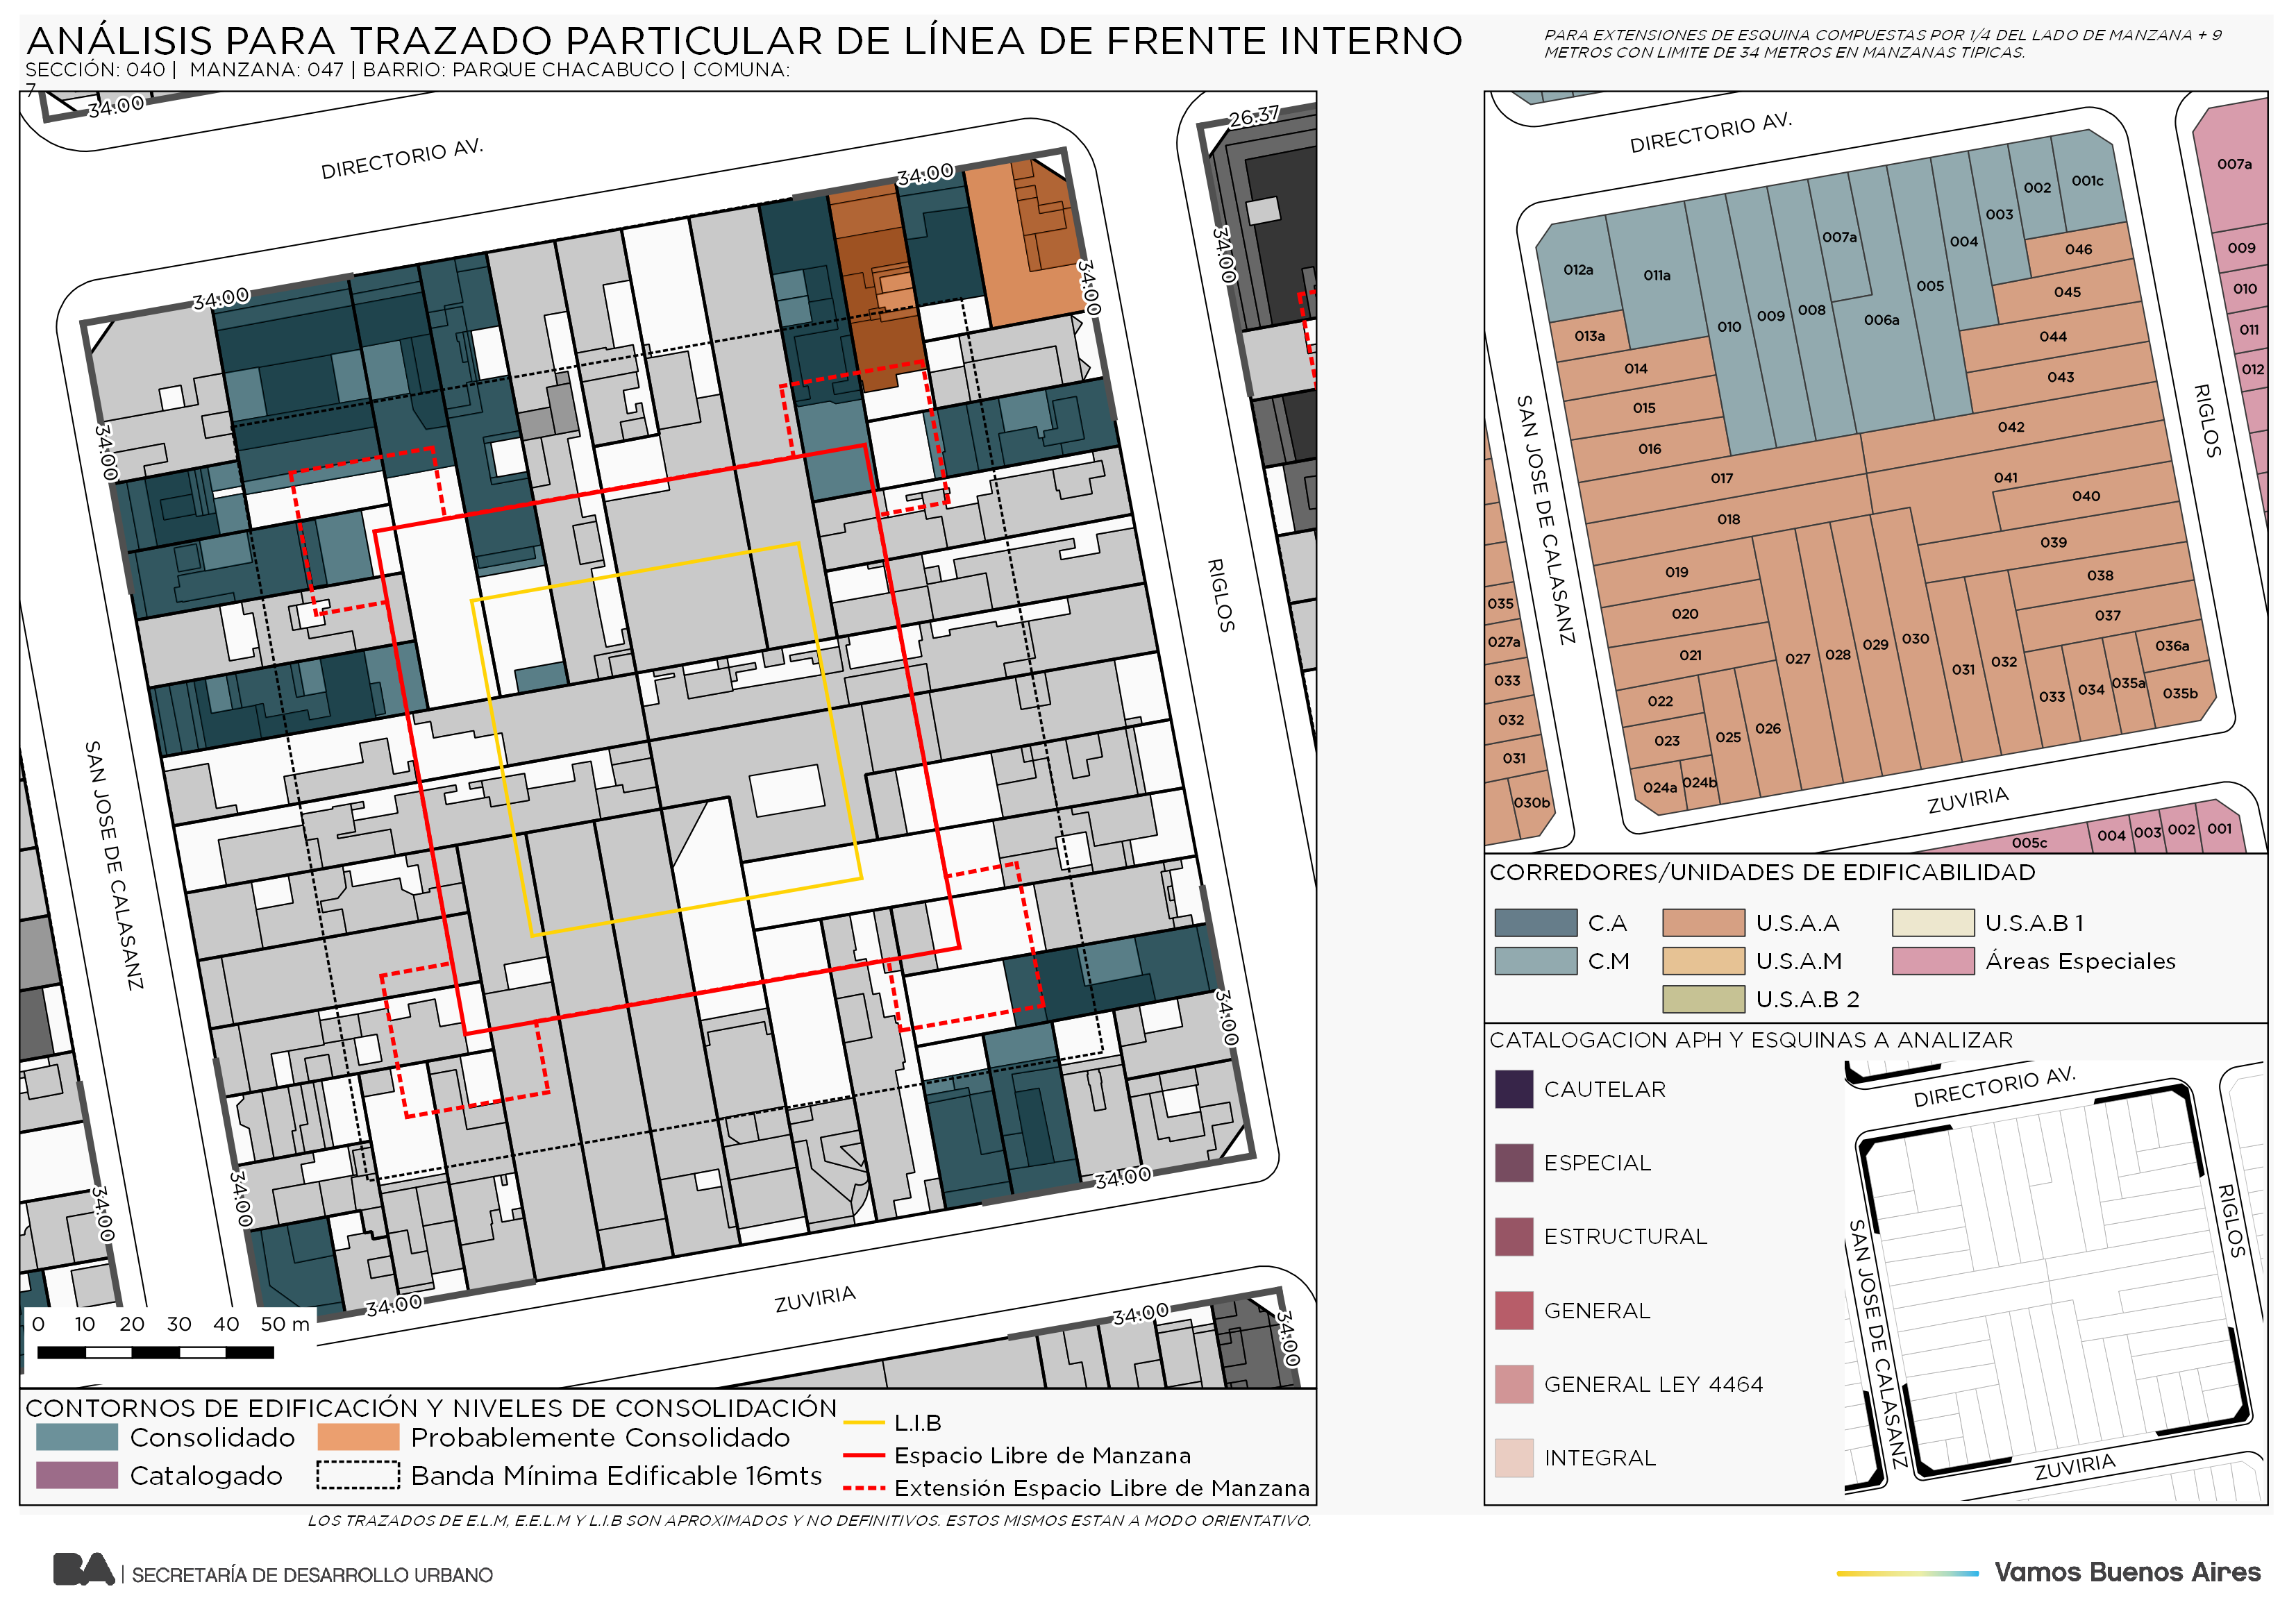 ANÁLISIS PARA TRAZADO PARTICULAR DE LÍNEA DE FRENTE INTERNO
SECCIÓN: 040 | MANZANA: 047 | BARRIO: PARQUE CHACABUCO | COMUNA:
7
PARA EXTENSIONES DE ESQUINA COMPUESTAS POR 1/4 DEL LADO DE MANZANA + 9
METROS CON LIMITE DE 34 METROS EN MANZANAS TIPICAS.
34.00
DIRECTORIO AV.
26.37
34.00
34.00
34.00
34.00
34.00
RIGLOS
SAN JOSE DE CALASANZ
34.00
34.00
34.00
34.00
34.00
ZUVIRIA
34.00
34.00
0 10 20 30 40 50 m
CONTORNOS DE EDIFICACIÓN Y NIVELES DE CONSOLIDACIÓN
Consolidado
Probablemente Consolidado
Catalogado
Banda Mínima Edificable 16mts
L.I.B
Espacio Libre de Manzana
Extensión Espacio Libre de Manzana
LOS TRAZADOS DE E.L.M, E.E.L.M Y L.I.B SON APROXIMADOS Y NO DEFINITIVOS. ESTOS MISMOS ESTAN A MODO ORIENTATIVO.
DIRECTORIO AV.
007a
001c
002
003
004
005
007a
006a
008
009
010
011a
012a
046
045
044
043
042
041
040
039
038
037
036a
035b
035a
034
033
032
031
030
029
028
027
026
025
024b
024a
023
022
021
020
019
018
017
016
015
014
013a
009
010
011
012
035
027a
033
032
031
030b
005c
004
003
002
001
SAN JOSE DE CALASANZ
RIGLOS
ZUVIRIA
CORREDORES/UNIDADES DE EDIFICABILIDAD
C.A
U.S.A.A
U.S.A.B 1
C.M
U.S.A.M
Áreas Especiales
U.S.A.B 2
CATALOGACION APH Y ESQUINAS A ANALIZAR
CAUTELAR
ESPECIAL
ESTRUCTURAL
GENERAL
GENERAL LEY 4464
INTEGRAL
DIRECTORIO AV.
RIGLOS
SAN JOSE DE CALASANZ
ZUVIRIA
BA | SECRETARÍA DE DESARROLLO URBANO
Vamos Buenos Aires